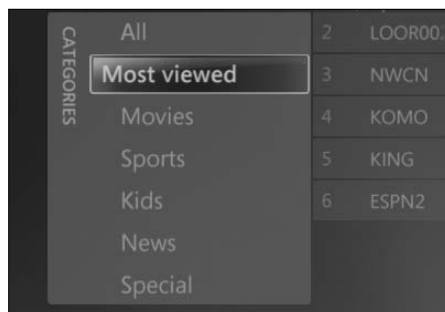 CATEGORIES
All
Most viewed
Movies
Sports
Kids
News
Special
2 LOOR00.
3 NWCN
4 KOMO
5 KING
6 ESPN2